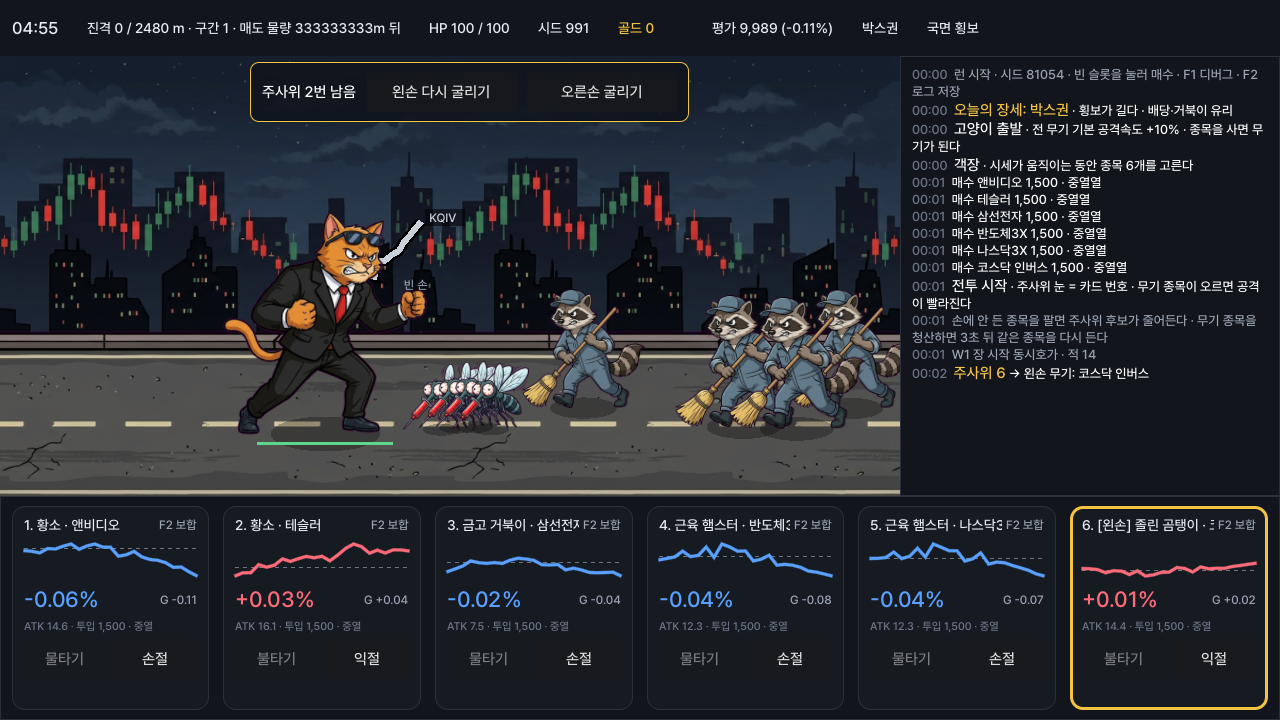 04:55 진격 0 / 2480 m · 구간 1 · 매도 물량 333333333m 뒤 HP 100 / 100 시드 991 골드 0 평가 9,989 (-0.11%) 박스권 국면 횡보
주사위 2번 남음 왼손 다시 굴리기 오른손 굴리기
KQIV
빈 손
00:00 런 시작 · 시드 81054 · 빈 슬롯을 눌러 매수 · F1 디버그 · F2
로그 저장
00:00 오늘의 장세: 박스권 · 횡보가 길다 · 배당·거북이 유리
00:00 고양이 출발 · 전 무기 기본 공격속도 +10% · 종목을 사면 무
기가 된다
00:00 객장 · 시세가 움직이는 동안 종목 6개를 고른다
00:01 매수 앤비디오 1,500 · 중열열
00:01 매수 테슬러 1,500 · 중열열
00:01 매수 삼선전자 1,500 · 중열열
00:01 매수 반도체3X 1,500 · 중열열
00:01 매수 나스닥3X 1,500 · 중열열
00:01 매수 코스닥 인버스 1,500 · 중열열
00:01 전투 시작 · 주사위 눈 = 카드 번호 · 무기 종목이 오르면 공격
이 빨라진다
00:01 손에 안 든 종목을 팔면 주사위 후보가 줄어든다 · 무기 종목을
청산하면 3초 뒤 같은 종목을 다시 든다
00:01 W1 장 시작 동시호가 · 적 14
00:02 주사위 6 → 왼손 무기: 코스닥 인버스
1. 황소 · 앤비디오 F2 보합
-0.06% G -0.11
ATK 14.6 · 투입 1,500 · 중열
물타기 손절
2. 황소 · 테슬러 F2 보합
+0.03% G +0.04
ATK 16.1 · 투입 1,500 · 중열
불타기 익절
3. 금고 거북이 · 삼선전자 F2 보합
-0.02% G -0.04
ATK 7.5 · 투입 1,500 · 중열
물타기 손절
4. 근육 햄스터 · 반도체3 F2 보합
-0.04% G -0.08
ATK 12.3 · 투입 1,500 · 중열
물타기 손절
5. 근육 햄스터 · 나스닥3 F2 보합
-0.04% G -0.07
ATK 12.3 · 투입 1,500 · 중열
물타기 손절
6. [왼손] 졸린 곰탱이 · F2 보합
+0.01% G +0.02
ATK 14.4 · 투입 1,500 · 중열
불타기 익절